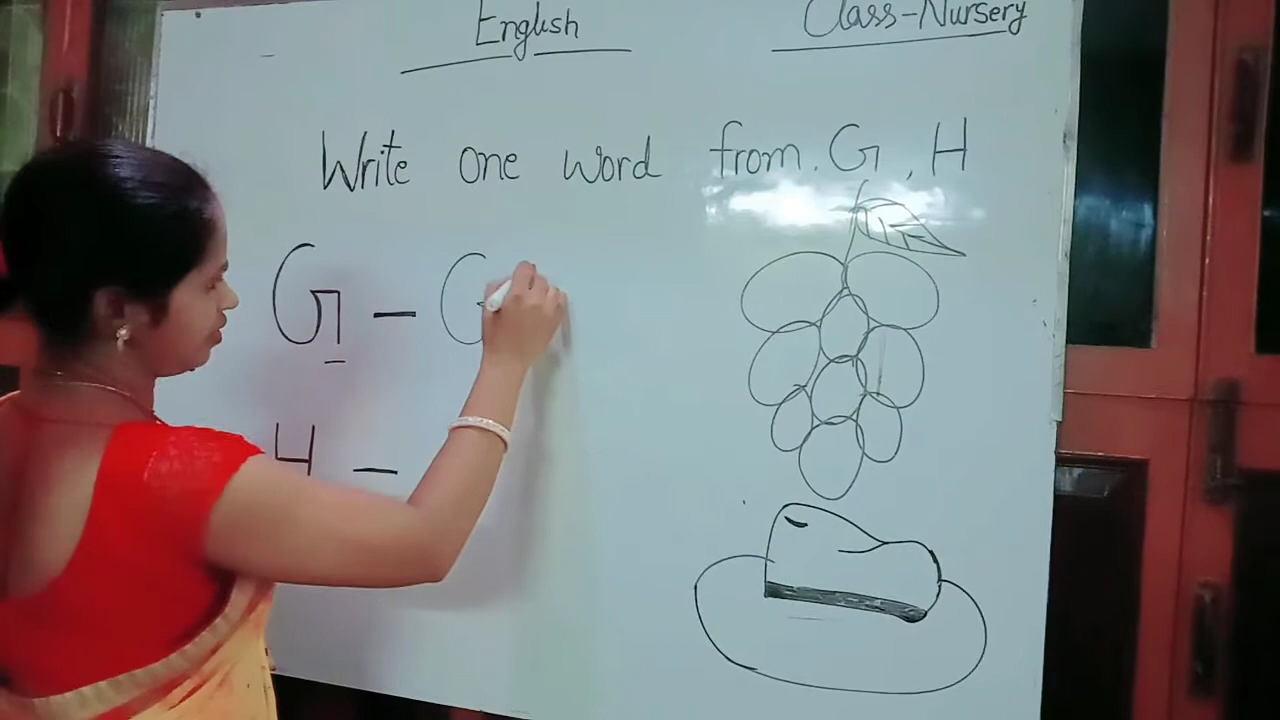 English Class-Nursery
Write one word from. G, H
G - G
H -